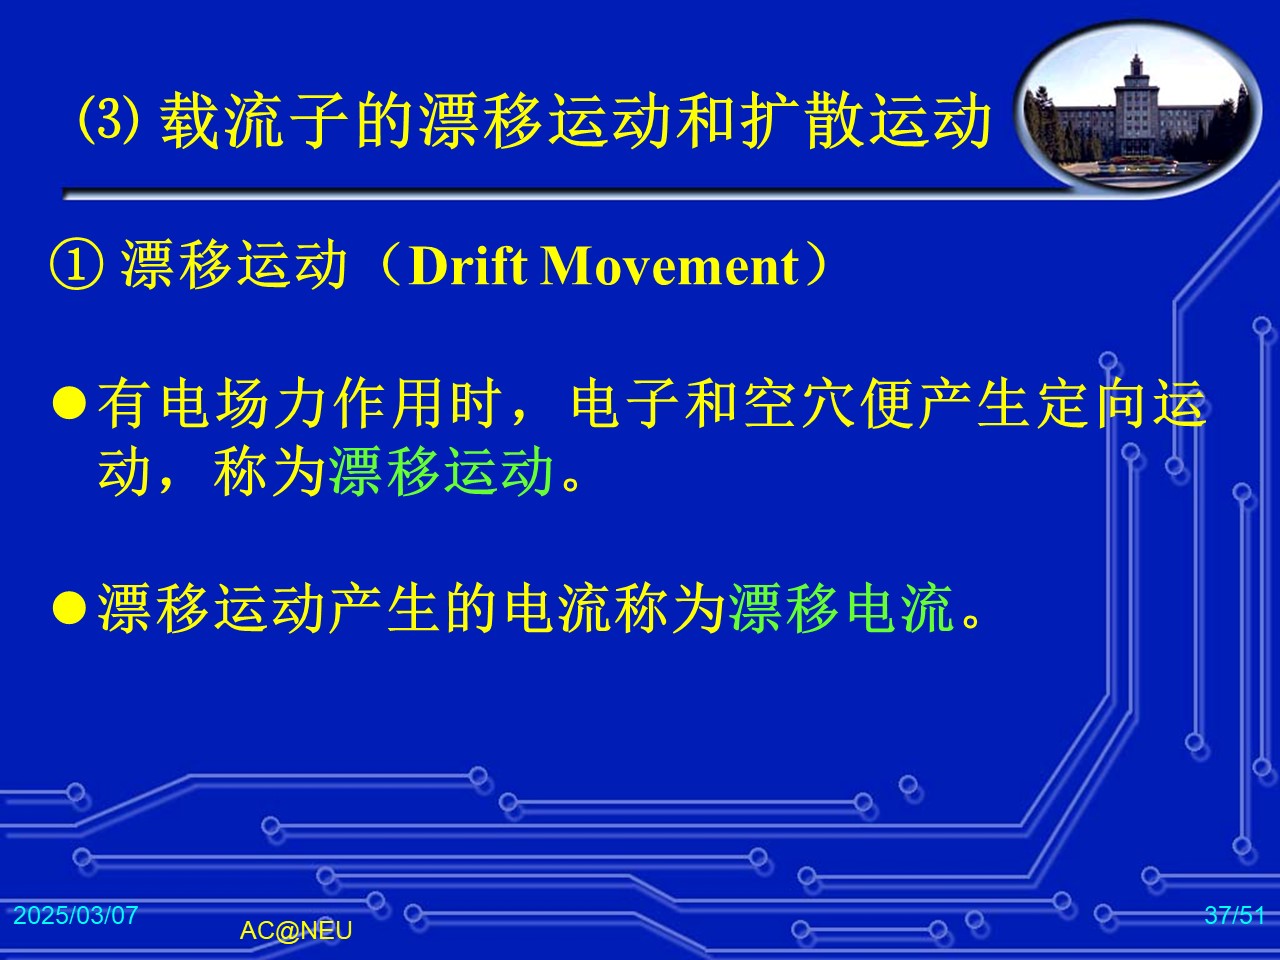 ⑶ 载流子的漂移运动和扩散运动
① 漂移运动（Drift Movement）
●有电场力作用时，电子和空穴便产生定向运
动，称为漂移运动。
●漂移运动产生的电流称为漂移电流。
2025/03/07
AC@NEU
37/51